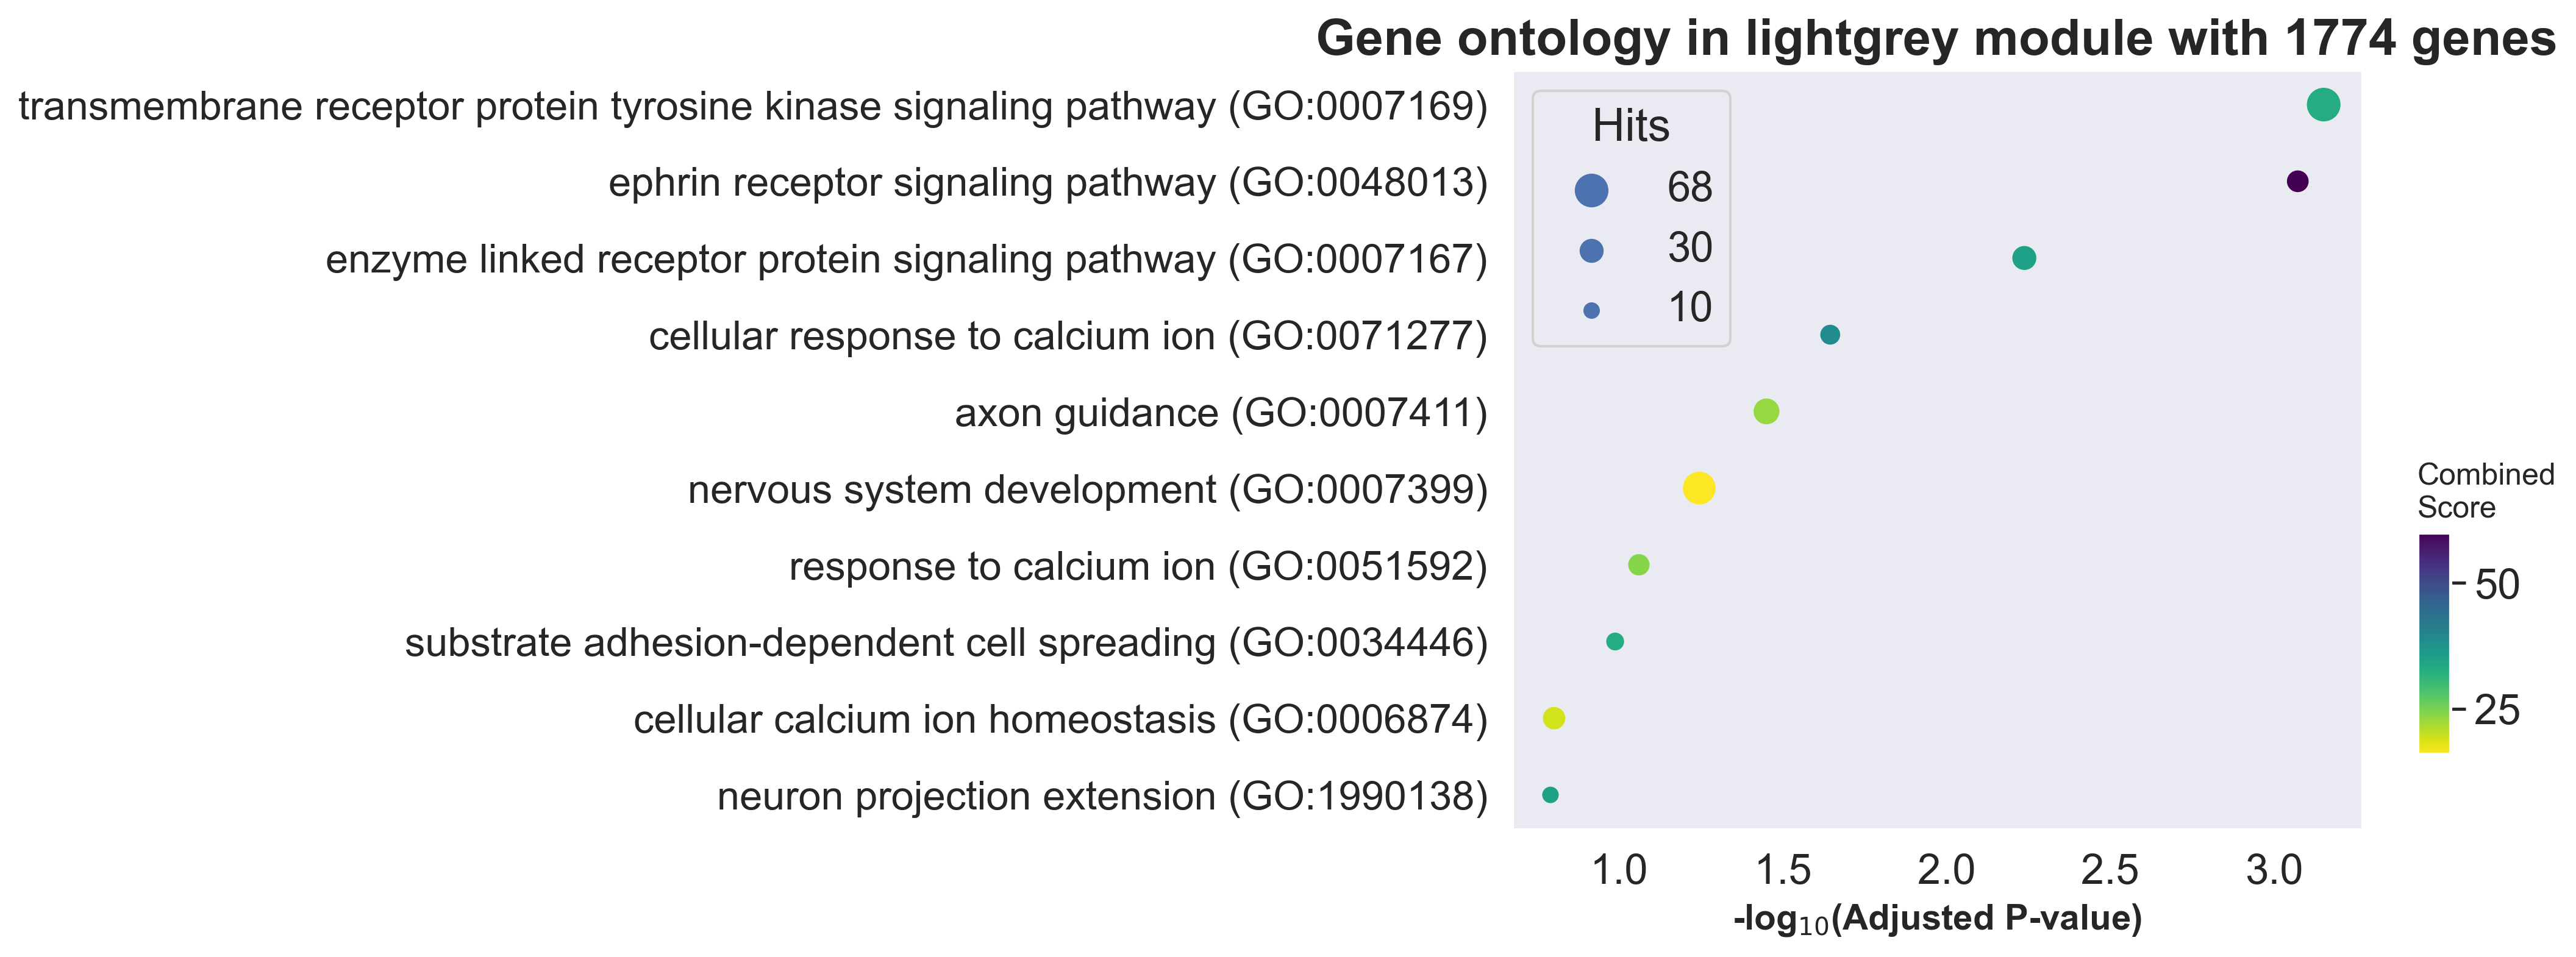 Gene ontology in lightgrey module with 1774 genes
transmembrane receptor protein tyrosine kinase signaling pathway (GO:0007169)
ephrin receptor signaling pathway (GO:0048013)
enzyme linked receptor protein signaling pathway (GO:0007167)
cellular response to calcium ion (GO:0071277)
axon guidance (GO:0007411)
nervous system development (GO:0007399)
response to calcium ion (GO:0051592)
substrate adhesion-dependent cell spreading (GO:0034446)
cellular calcium ion homeostasis (GO:0006874)
neuron projection extension (GO:1990138)
Hits
68
30
10
Combined
Score
50
25
1.0 1.5 2.0 2.5 3.0
-log10(Adjusted P-value)